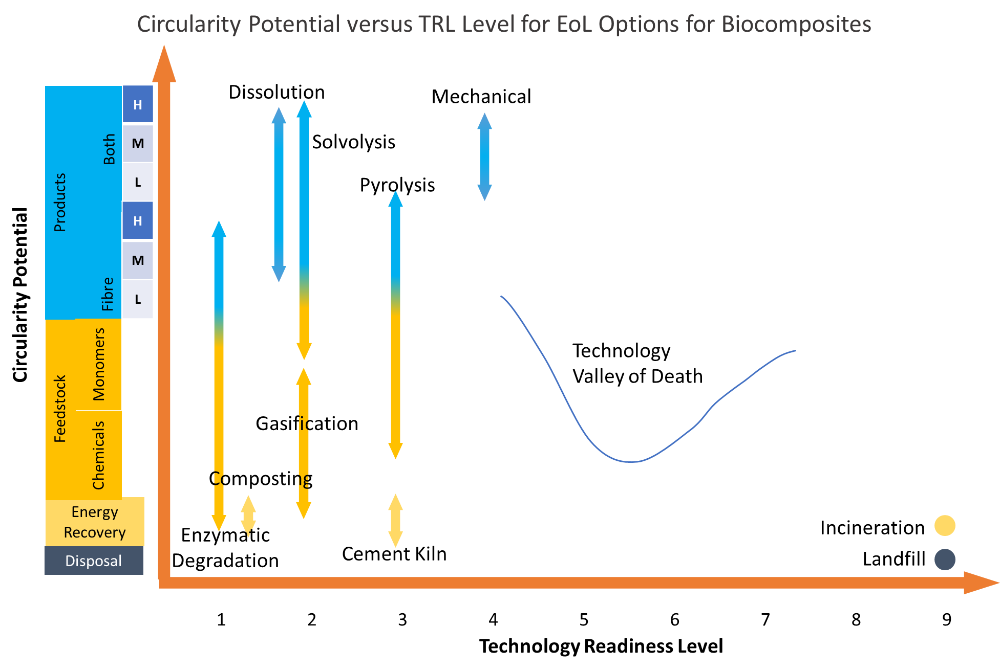 Circularity Potential versus TRL Level for EoL Options for Biocomposites
Circularity Potential
Products
Both
Fibre
H
M
L
H
M
L
Feedstock
Monomers
Chemicals
Energy
Recovery
Disposal
Dissolution
Solvolysis
Mechanical
Pyrolysis
Technology
Valley of Death
Gasification
Composting
Enzymatic
Degradation
Cement Kiln
Incineration
Landfill
1 2 3 4 5 6 7 8 9
Technology Readiness Level